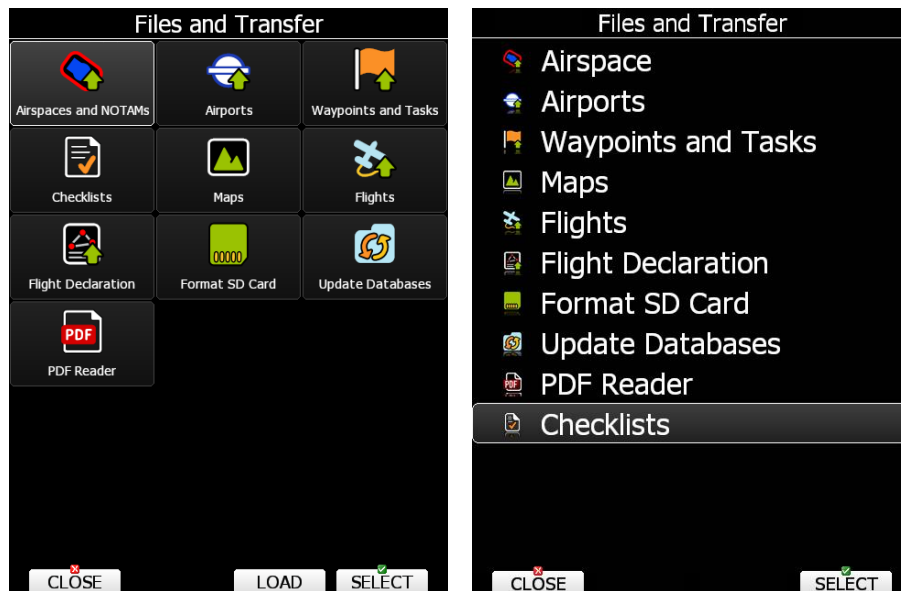 Files and Transfer
Airspaces and NOTAMs
Airports
Waypoints and Tasks
Checklists
Maps
Flights
Flight Declaration
Format SD Card
Update Databases
PDF
PDF Reader
CLOSE
LOAD
SELECT
Files and Transfer
Airspace
Airports
Waypoints and Tasks
Maps
Flights
Flight Declaration
Format SD Card
Update Databases
PDF
PDF Reader
Checklists
CLOSE
SELECT